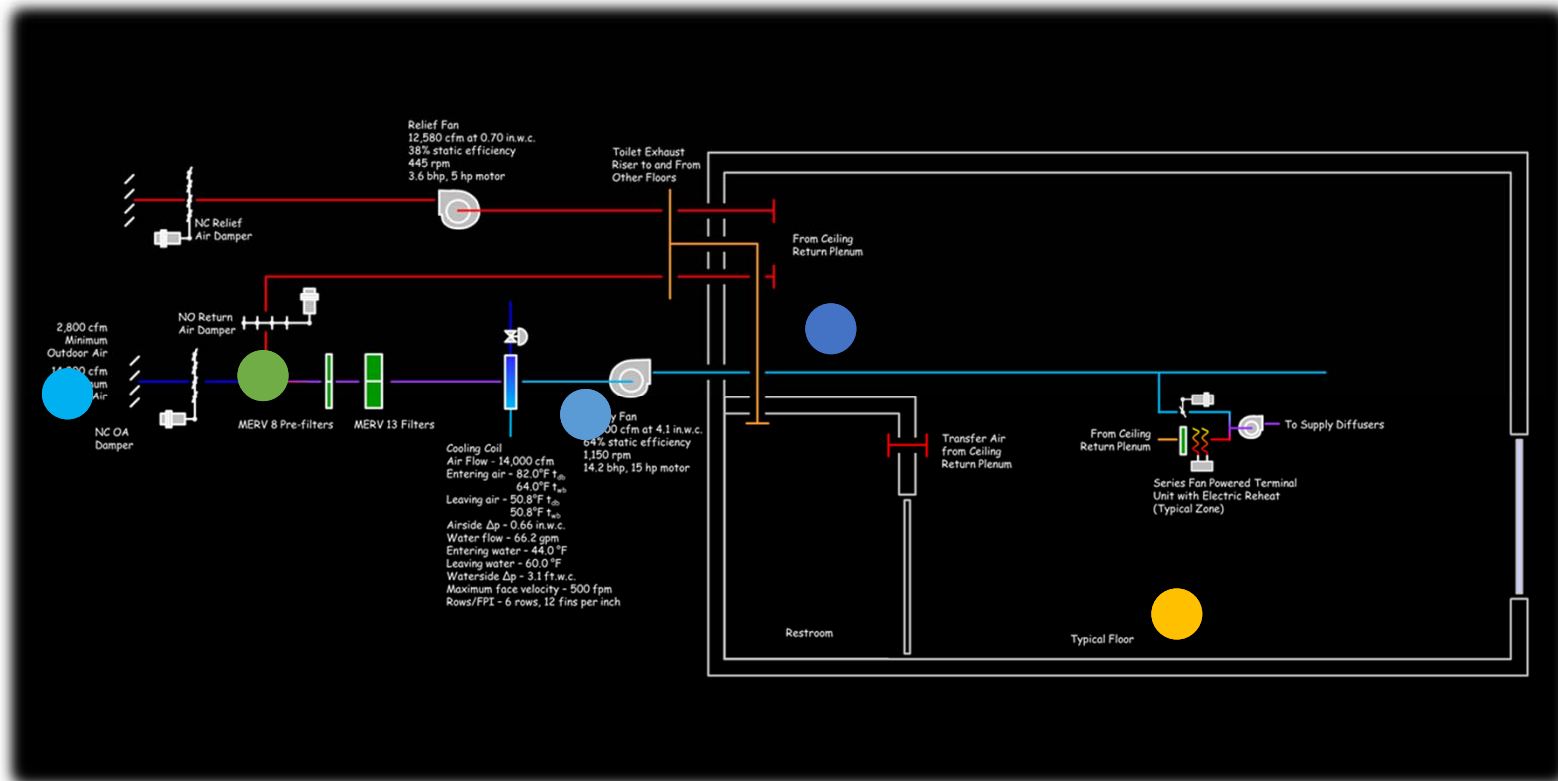 Relief Fan
12,580 cfm at 0.70 in.w.c.
38% static efficiency
445 rpm
3.6 bhp, 5 hp motor
Toilet Exhaust
Riser to and From
Other Floors
NC Relief
Air Damper
From Ceiling
Return Plenum
NO Return
Air Damper
2,800 cfm
Minimum
Outdoor Air
cfm
Air
NC OA
Damper
MERV 8 Pre-filters
MERV 13 Filters
Fan
cfm at 4.1 in.w.c.
64% static efficiency
1,150 rpm
14.2 bhp, 15 hp motor
Cooling Coil
Air Flow - 14,000 cfm
Entering air - 82.0°F tdb
64.0°F twb
Leaving air - 50.8°F tdb
50.8°F twb
Airside Δp - 0.66 in.w.c.
Water flow - 66.2 gpm
Entering water - 44.0 °F
Leaving water - 60.0 °F
Waterside Δp - 3.1 ft.w.c.
Maximum face velocity - 500 fpm
Rows/FPI - 6 rows, 12 fins per inch
Transfer Air
from Ceiling
Return Plenum
From Ceiling
Return Plenum
To Supply Diffusers
Series Fan Powered Terminal
Unit with Electric Reheat
(Typical Zone)
Restroom
Typical Floor